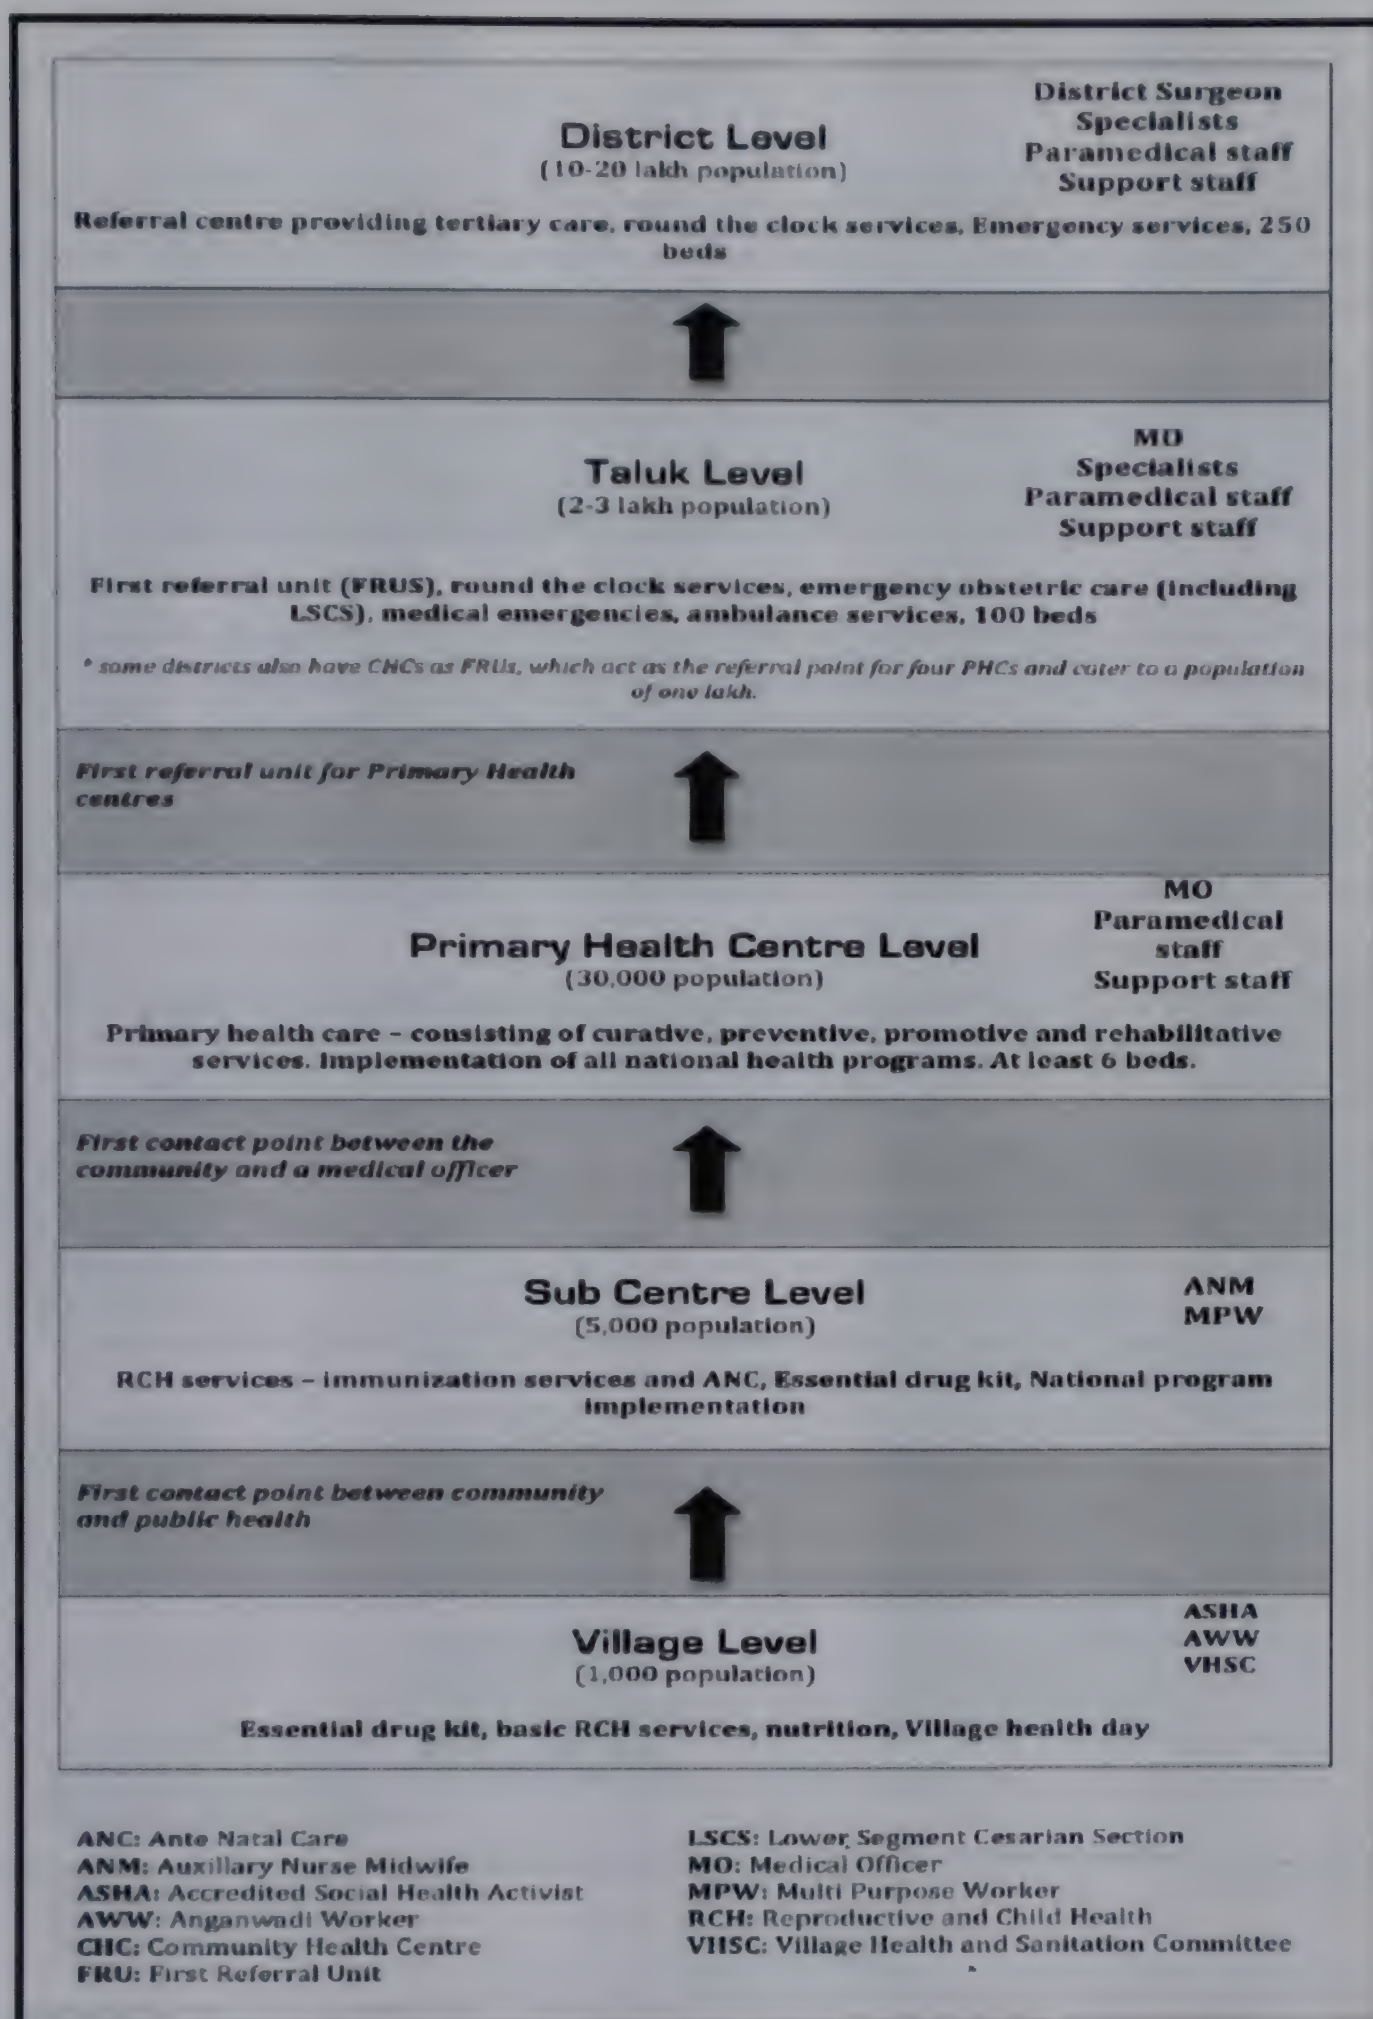 District Level
(10-20 lakh population)
District Surgeon
Specialists
Paramedical staff
Support staff
Referral centre providing tertiary care, round the clock services, Emergency services, 250
beds
Taluk Level
(2-3 lakh population)
MO
Specialists
Paramedical staff
Support staff
First referral unit (FRUS), round the clock services, emergency obstetric care (including
LSCS), medical emergencies, ambulance services, 100 beds
* some districts also have CHCs as FRUs, which act as the referral point for four PHCs and cater to a population
of one lakh.
First referral unit for Primary Health
centres
Primary Health Centre Level
(30,000 population)
MO
Paramedical
staff
Support staff
Primary health care – consisting of curative, preventive, promotive and rehabilitative
services. Implementation of all national health programs. At least 6 beds.
First contact point between the
community and a medical officer
Sub Centre Level
(5,000 population)
ANM
MPW
RCH services – immunization services and ANC, Essential drug kit, National program
implementation
First contact point between community
and public health
Village Level
(1,000 population)
ASHA
AWW
VHSC
Essential drug kit, basic RCH services, nutrition, Village health day
ANC: Ante Natal Care
ANM: Auxillary Nurse Midwife
ASHA: Accredited Social Health Activist
AWW: Anganwadi Worker
CHC: Community Health Centre
FRU: First Referral Unit
LSCS: Lower Segment Cesarian Section
MO: Medical Officer
MPW: Multi Purpose Worker
RCH: Reproductive and Child Health
VHSC: Village Health and Sanitation Committee